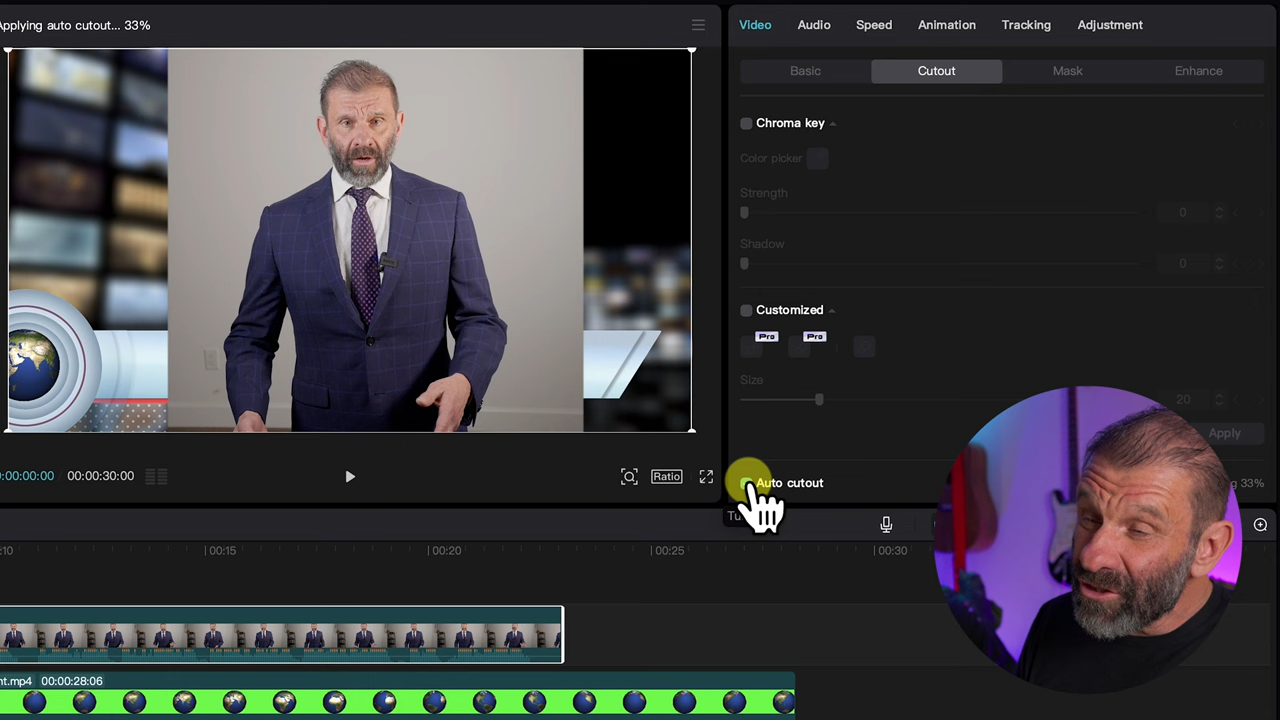 Applying auto cutout... 33%
Video Audio Speed Animation Tracking Adjustment
Basic Cutout Mask Enhance
Chroma key
Color picker
Strength
0
Shadow
0
Customized
Pro Pro
Size
20
Apply
00:00:00:00 00:00:30:00
Ratio
Auto cutout
33%
Tu
:10 00:15 00:20 00:25 00:30
nt.mp4 00:00:28:06